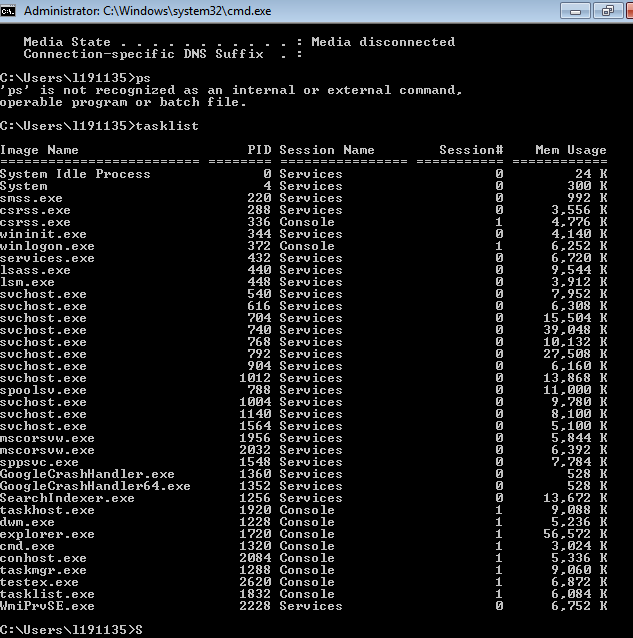 Administrator: C:\Windows\system32\cmd.exe
Media State . . . . . . . . . . . : Media disconnected
Connection-specific DNS Suffix  . :
C:\Users\l191135>ps
'ps' is not recognized as an internal or external command,
operable program or batch file.
C:\Users\l191135>tasklist
Image Name                     PID Session Name        Session#    Mem Usage
========================= ======== ================ =========== ============
System Idle Process              0 Services                   0         24 K
System                           4 Services                   0        300 K
smss.exe                       220 Services                   0        992 K
csrss.exe                      288 Services                   0      3,556 K
csrss.exe                      336 Console                    1      4,776 K
wininit.exe                    344 Services                   0      4,140 K
winlogon.exe                   372 Console                    1      6,252 K
services.exe                   432 Services                   0      6,720 K
lsass.exe                      440 Services                   0      9,544 K
lsm.exe                        448 Services                   0      3,912 K
svchost.exe                    540 Services                   0      7,952 K
svchost.exe                    616 Services                   0      6,308 K
svchost.exe                    704 Services                   0     15,504 K
svchost.exe                    740 Services                   0     39,048 K
svchost.exe                    768 Services                   0     10,132 K
svchost.exe                    792 Services                   0     27,508 K
svchost.exe                    904 Services                   0      6,160 K
svchost.exe                   1012 Services                   0     13,868 K
spoolsv.exe                    788 Services                   0     11,000 K
svchost.exe                   1004 Services                   0      9,780 K
svchost.exe                   1140 Services                   0      8,100 K
svchost.exe                   1564 Services                   0      5,100 K
mscorsvw.exe                  1956 Services                   0      5,844 K
mscorsvw.exe                  2032 Services                   0      6,392 K
sppsvc.exe                    1548 Services                   0      7,784 K
GoogleCrashHandler.exe        1360 Services                   0        528 K
GoogleCrashHandler64.exe      1352 Services                   0        528 K
SearchIndexer.exe             1256 Services                   0     13,672 K
taskhost.exe                  1920 Console                    1      9,088 K
dwm.exe                       1228 Console                    1      5,236 K
explorer.exe                  1720 Console                    1     56,572 K
cmd.exe                       1320 Console                    1      3,024 K
conhost.exe                   2084 Console                    1      5,336 K
taskmgr.exe                   1288 Console                    1      9,060 K
testex.exe                    2620 Console                    1      6,872 K
tasklist.exe                  1832 Console                    1      6,084 K
WmiPrvSE.exe                  2228 Services                   0      6,752 K
C:\Users\l191135>S